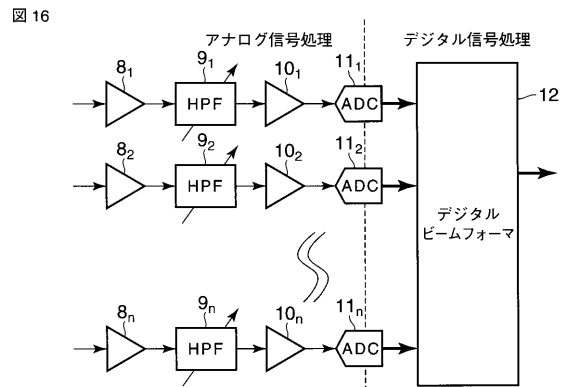 図 16
アナログ信号処理
デジタル信号処理
8₁ 9₁ 10₁ 11₁
HPF ADC
12
8₂ 9₂ 10₂ 11₂
HPF ADC
デジタル
ビームフォーマ
8ₙ 9ₙ 10ₙ 11ₙ
HPF ADC